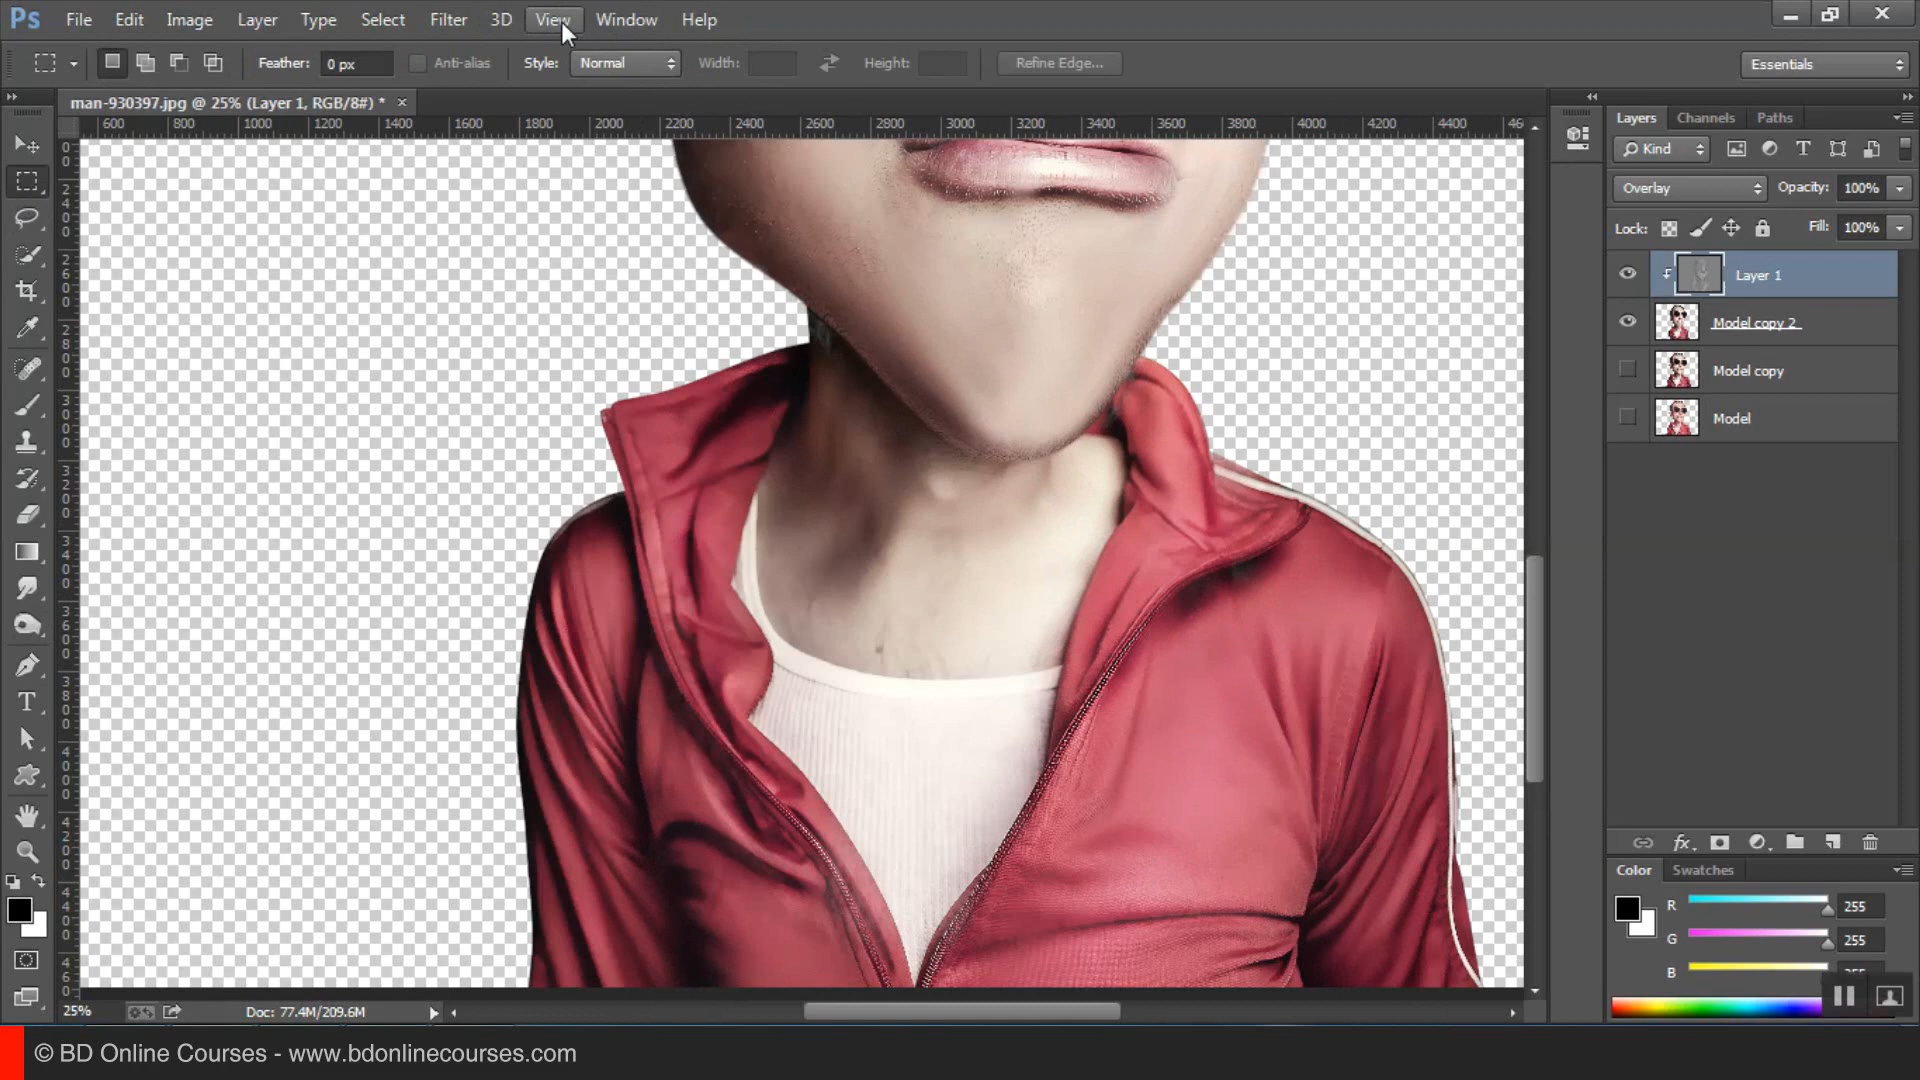 Ps File Edit Image Layer Type Select Filter 3D View Window Help
Feather: 0 px Anti-alias Style: Normal Width: Height: Refine Edge... Essentials
man-930397.jpg @ 25% (Layer 1, RGB/8#) *
600 800 1000 1200 1400 1600 1800 2000 2200 2400 2600 2800 3000 3200 3400 3600 3800 4000 4200 4400
Layers Channels Paths
Kind
Overlay Opacity: 100%
Lock: Fill: 100%
Layer 1
Model copy 2
Model copy
Model
fx
Color Swatches
R 255
G 255
B
25% Doc: 77.4M/209.6M
© BD Online Courses - www.bdonlinecourses.com